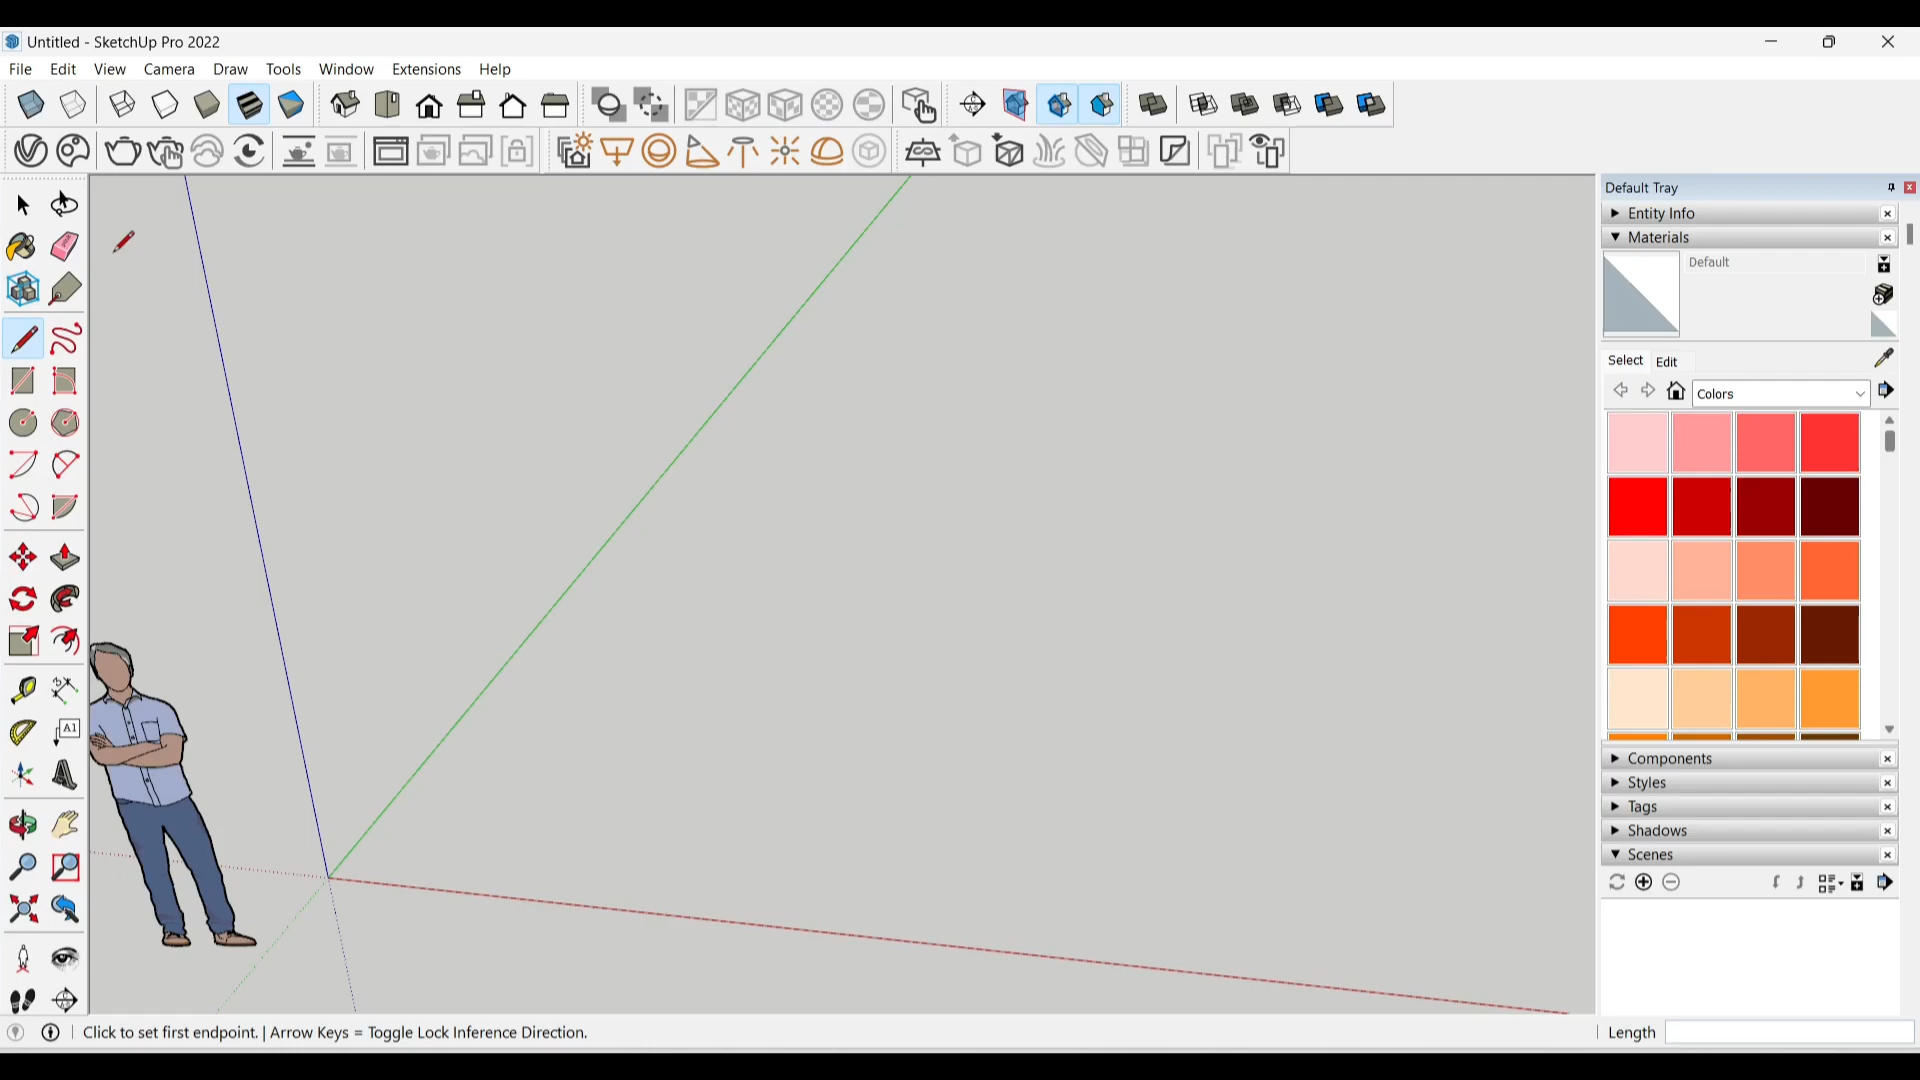 Untitled - SketchUp Pro 2022
File Edit View Camera Draw Tools Window Extensions Help
Default Tray
Entity Info
Materials
Default
Select Edit
Colors
A1
Components
Styles
Tags
Shadows
Scenes
Click to set first endpoint. | Arrow Keys = Toggle Lock Inference Direction.
Length